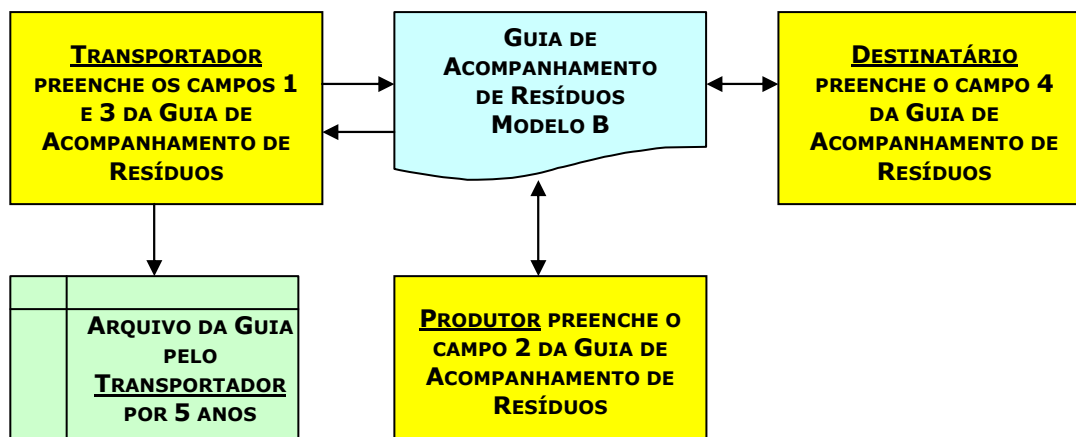 TRANSPORTADOR
PREENCHE OS CAMPOS 1
E 3 DA GUIA DE
ACOMPANHAMENTO DE
RESÍDUOS
GUIA DE
ACOMPANHAMENTO
DE RESÍDUOS
MODELO B
DESTINATÁRIO
PREENCHE O CAMPO 4
DA GUIA DE
ACOMPANHAMENTO DE
RESÍDUOS
ARQUIVO DA GUIA
PELO
TRANSPORTADOR
POR 5 ANOS
PRODUTOR PREENCHE O
CAMPO 2 DA GUIA DE
ACOMPANHAMENTO DE
RESÍDUOS